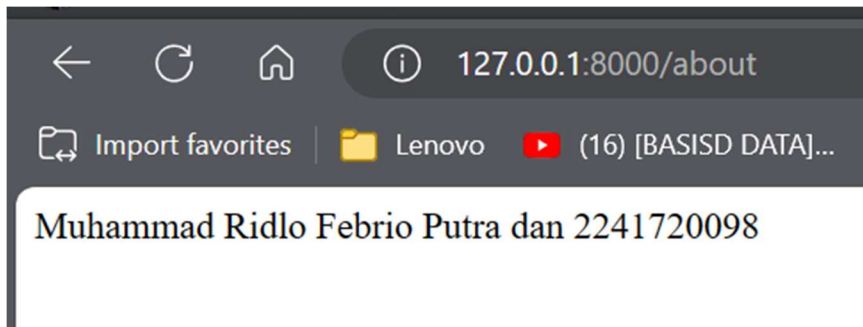 127.0.0.1:8000/about
Import favorites Lenovo (16) [BASISD DATA]...
Muhammad Ridlo Febrio Putra dan 2241720098